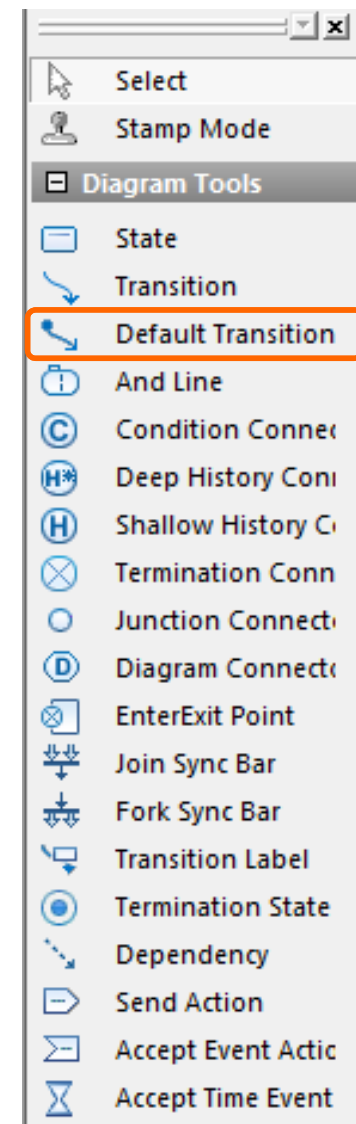 Select
Stamp Mode
Diagram Tools
State
Transition
Default Transition
And Line
C Condition Connec
H* Deep History Con
H Shallow History C
Termination Conn
Junction Connect
D Diagram Connect
EnterExit Point
Join Sync Bar
Fork Sync Bar
Transition Label
Termination State
Dependency
Send Action
Accept Event Actic
Accept Time Event